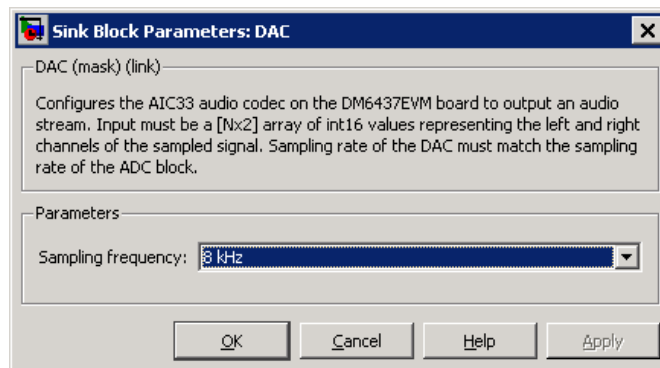 Sink Block Parameters: DAC
DAC (mask) (link)
Configures the AIC33 audio codec on the DM6437EVM board to output an audio
stream. Input must be a [Nx2] array of int16 values representing the left and right
channels of the sampled signal. Sampling rate of the DAC must match the sampling
rate of the ADC block.
Parameters
Sampling frequency: 8 kHz
OK Cancel Help Apply